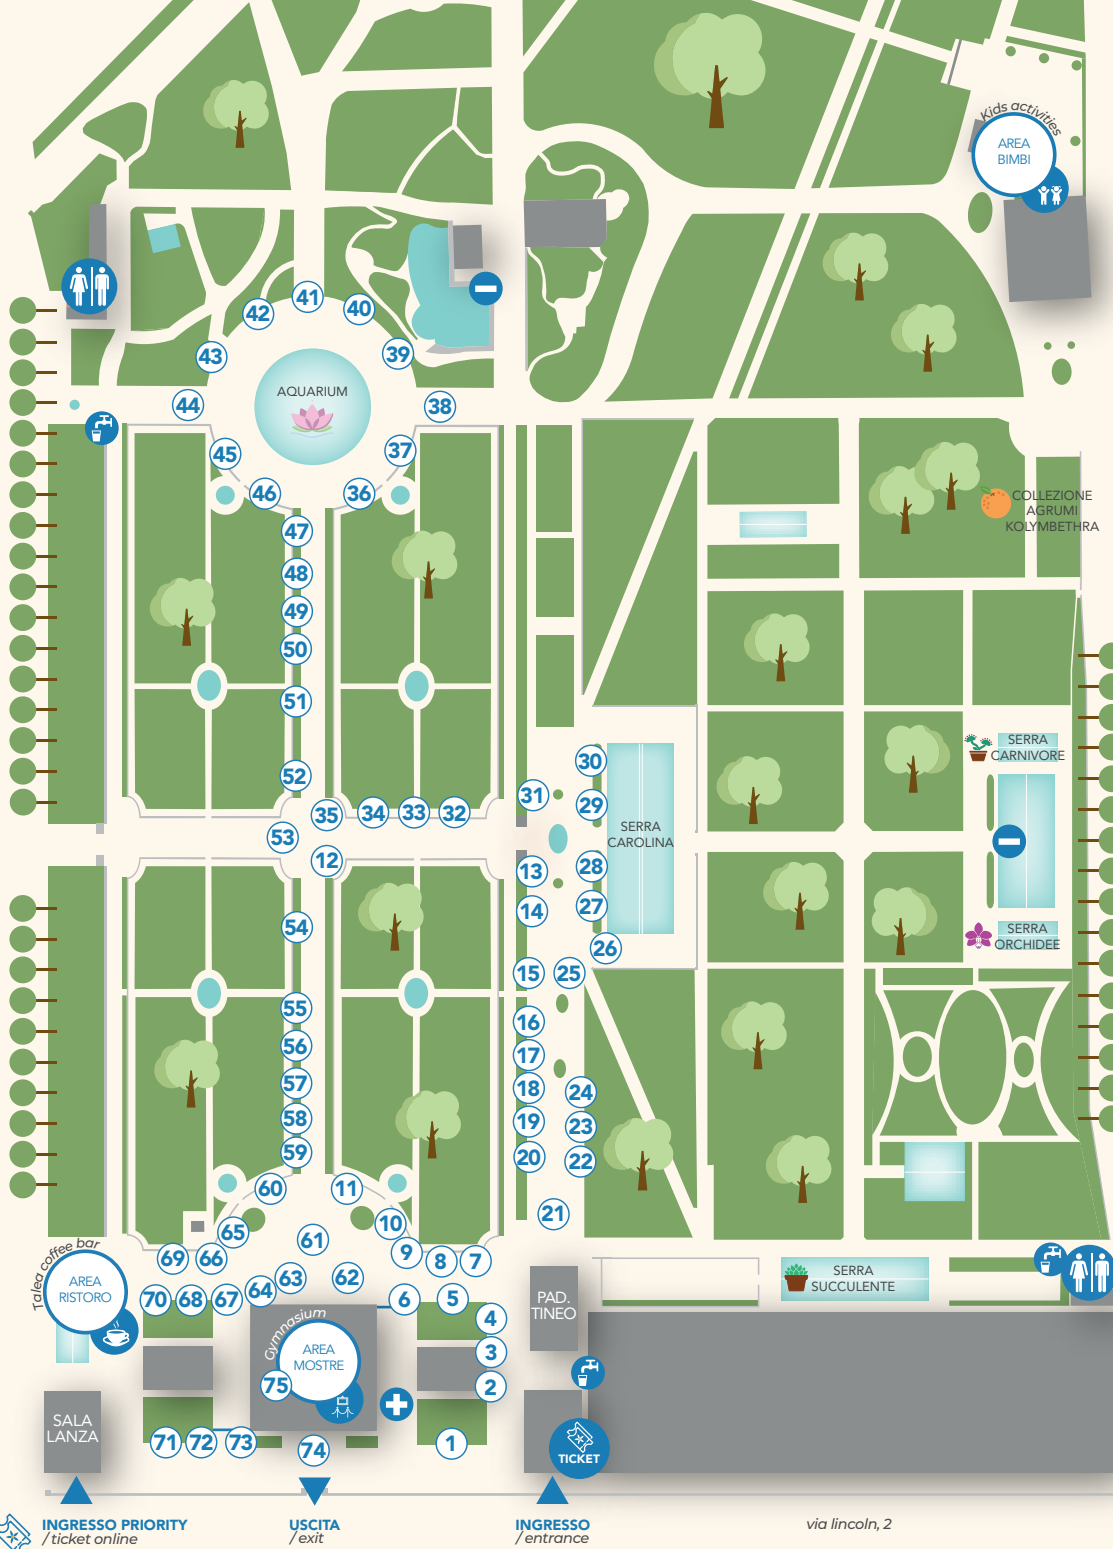 Kids activities
AREA
BIMBI
41
42
40
43
39
AQUARIUM
44
38
45
37
46
36
COLLEZIONE
AGRUMI
KOLYMBETHRA
47
48
49
50
51
52
30
SERRA
CARNIVORE
31
29
35
34
33
32
53
SERRA
CAROLINA
12
13
28
14
27
54
26
SERRA
ORCHIDEE
15
25
55
16
56
17
57
18
24
58
19
23
59
20
22
60
11
21
10
65
61
9
8
7
69
66
Talea coffee bar
AREA
RISTORO
63
62
64
70
68
67
6
5
4
3
2
PAD.
TINEO
SERRA
SUCCULENTE
Gymnasium
AREA
MOSTRE
75
SALA
LANZA
71
72
73
74
1
TICKET
INGRESSO PRIORITY
/ ticket online
USCITA
/ exit
INGRESSO
/ entrance
via lincoln, 2